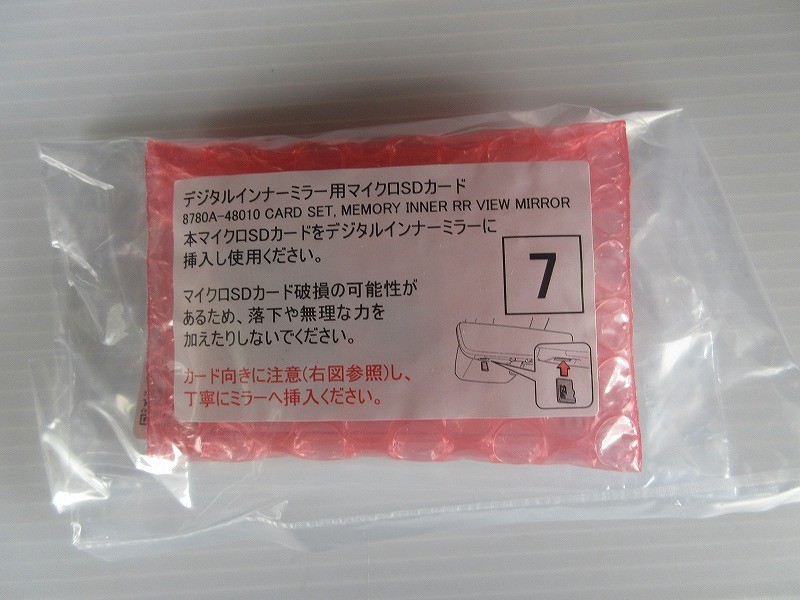 デジタルインナーミラー用マイクロSDカード
8780A-48010 CARD SET, MEMORY INNER RR VIEW MIRROR
本マイクロSDカードをデジタルインナーミラーに
挿入し使用ください。
7
マイクロSDカード破損の可能性が
あるため、落下や無理な力を
加えたりしないでください。
カード向きに注意(右図参照)し、
丁寧にミラーへ挿入ください。